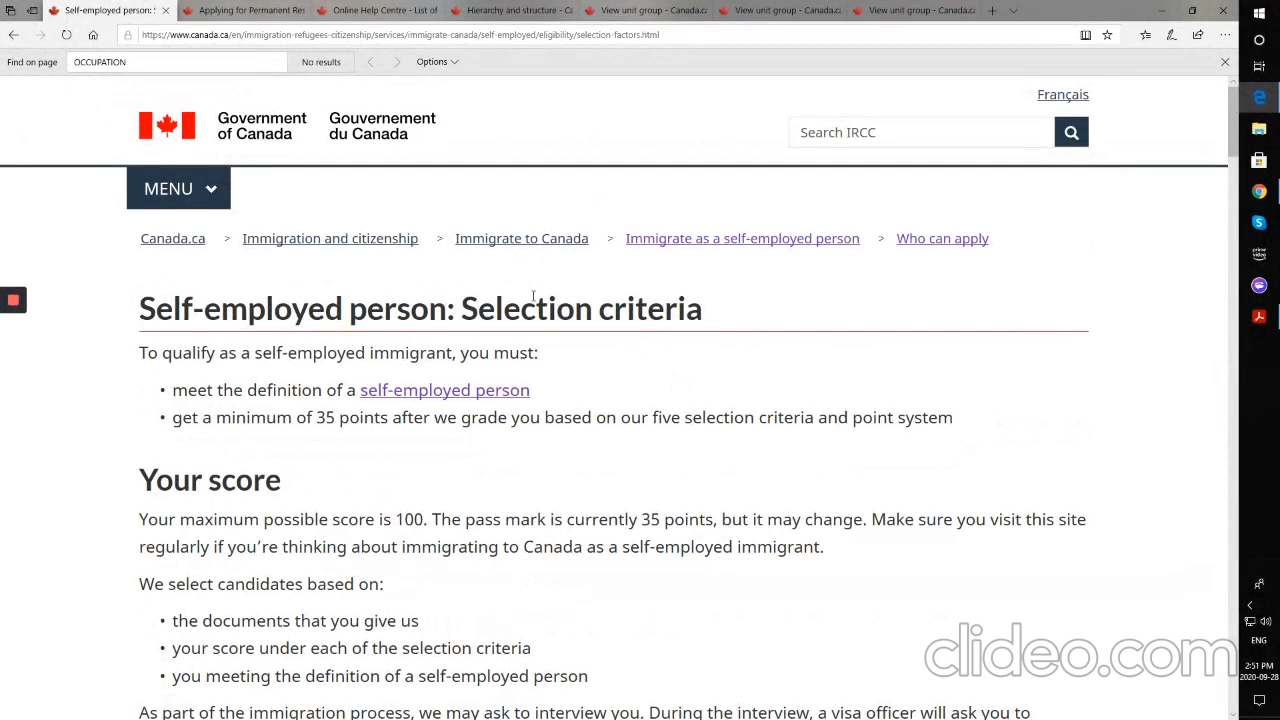 Self-employed person: S
Applying for Permanent Res
Online Help Centre - List of
Hierarchy and structure - Ca
View unit group - Canada.ca
View unit group - Canada.ca
View unit group - Canada.ca
https://www.canada.ca/en/immigration-refugees-citizenship/services/immigrate-canada/self-employed/eligibility/selection-factors.html
Find on page OCCUPATION No results Options
Français
Government of Canada
Gouvernement du Canada
Search IRCC
MENU
Canada.ca > Immigration and citizenship > Immigrate to Canada > Immigrate as a self-employed person > Who can apply
Self-employed person: Selection criteria
To qualify as a self-employed immigrant, you must:
• meet the definition of a self-employed person
• get a minimum of 35 points after we grade you based on our five selection criteria and point system
Your score
Your maximum possible score is 100. The pass mark is currently 35 points, but it may change. Make sure you visit this site
regularly if you’re thinking about immigrating to Canada as a self-employed immigrant.
We select candidates based on:
• the documents that you give us
• your score under each of the selection criteria
• you meeting the definition of a self-employed person
As part of the immigration process, we may ask to interview you. During the interview, a visa officer will ask you to
prime video
ENG
2:51 PM
2020-09-28
clideo.com